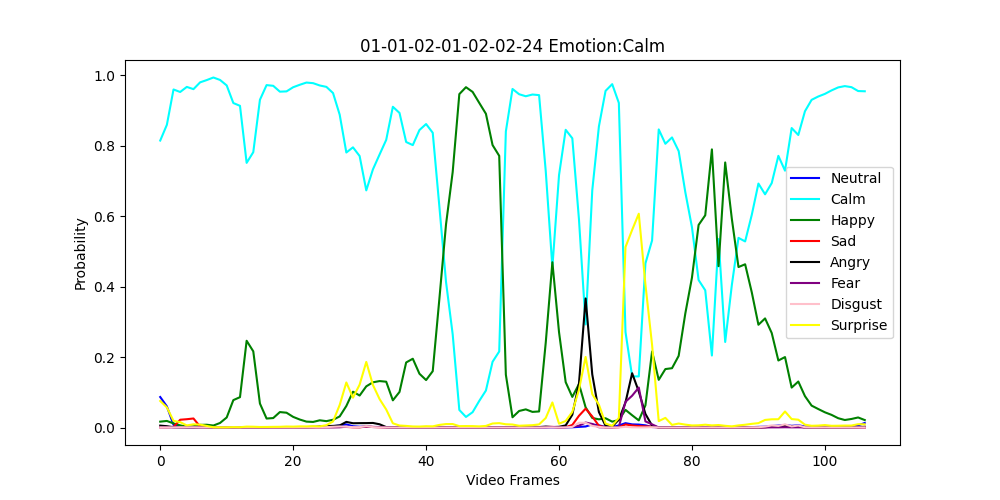 01-01-02-01-02-02-24 Emotion:Calm
1.0
0.8
0.6
0.4
0.2
0.0
Probability
0 20 40 60 80 100
Video Frames
Neutral
Calm
Happy
Sad
Angry
Fear
Disgust
Surprise